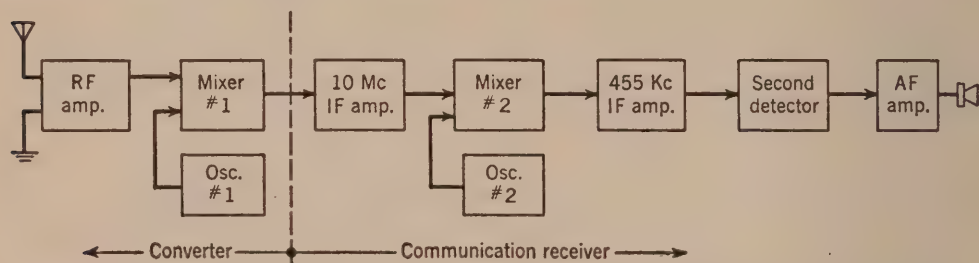 RF
amp.
Mixer
#1
Osc.
#1
10 Mc
IF amp.
Mixer
#2
Osc.
#2
455 Kc
IF amp.
Second
detector
AF
amp.
Converter
Communication receiver